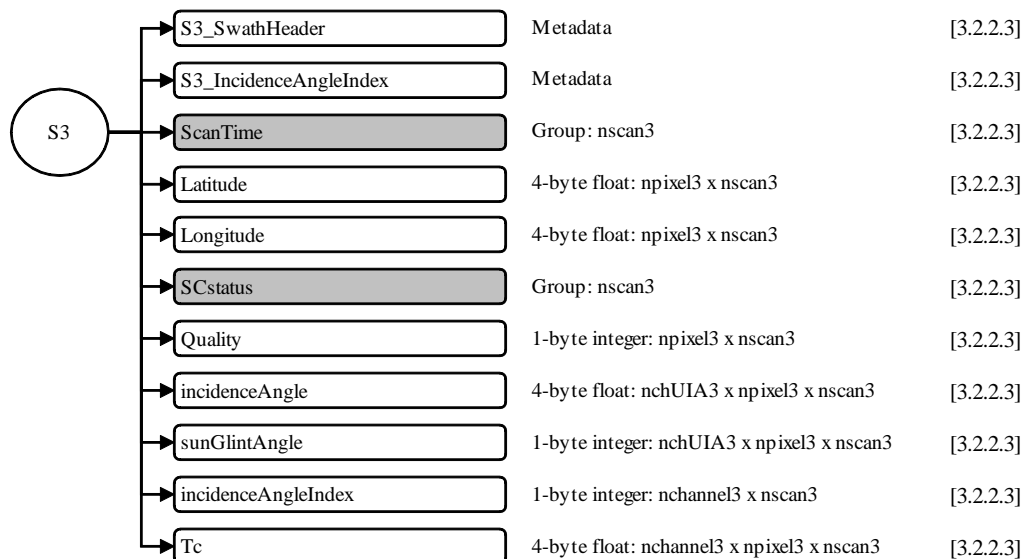 S3_SwathHeader Metadata [3.2.2.3]
S3_IncidenceAngleIndex Metadata [3.2.2.3]
S3 ScanTime Group: nscan3 [3.2.2.3]
Latitude 4-byte float: npixel3 x nscan3 [3.2.2.3]
Longitude 4-byte float: npixel3 x nscan3 [3.2.2.3]
SCstatus Group: nscan3 [3.2.2.3]
Quality 1-byte integer: npixel3 x nscan3 [3.2.2.3]
incidenceAngle 4-byte float: nchUIA3 x npixel3 x nscan3 [3.2.2.3]
sunGlintAngle 1-byte integer: nchUIA3 x npixel3 x nscan3 [3.2.2.3]
incidenceAngleIndex 1-byte integer: nchannel3 x nscan3 [3.2.2.3]
Tc 4-byte float: nchannel3 x npixel3 x nscan3 [3.2.2.3]